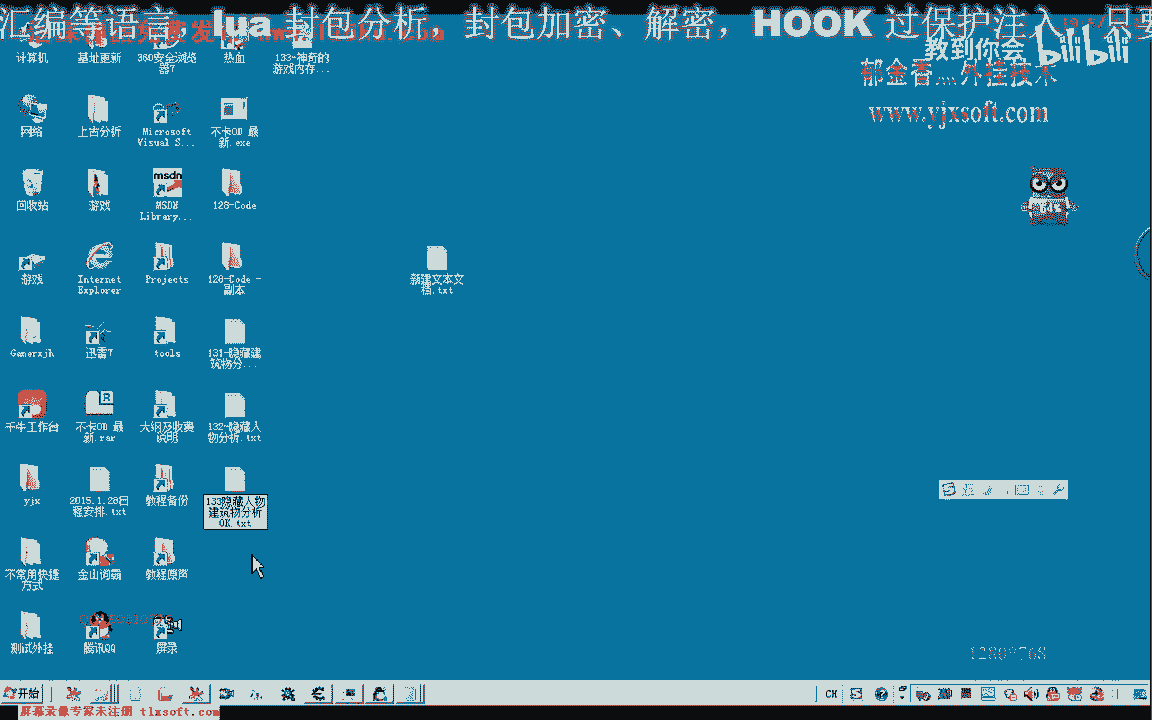 汇编等语言, lua 封包分析, 封包加密、解密, HOOK 过保护注入
教到你会
bilibili
郁金香灬外挂技术
www.yjxsoft.com
计算机
基址更新
360安全浏览
器7
热血
133-神奇的
游戏内存...
网络
上古分析
Microsoft
Visual S...
不卡OD 最
新.exe
回收站
游戏
MSDN
Library...
128-Code
游戏
Internet
Explorer
Projects
128-Code -
副本
新建文本文
档.txt
Gamerxjh
迅雷7
tools
131-隐藏建
筑物分...
千牛工作台
不卡OD 最
新.rar
大纲及收费
说明
132-隐藏人
物分析.txt
yjx
2015.1.28日
程安排.txt
教程备份
133隐藏人物
建筑物分析
OK.txt
不常用快捷
方式
金山词霸
教程原声
测试外挂
腾讯QQ
屏录
1280*768
开始
CH
屏幕录像专家未注册 tlxsoft.com